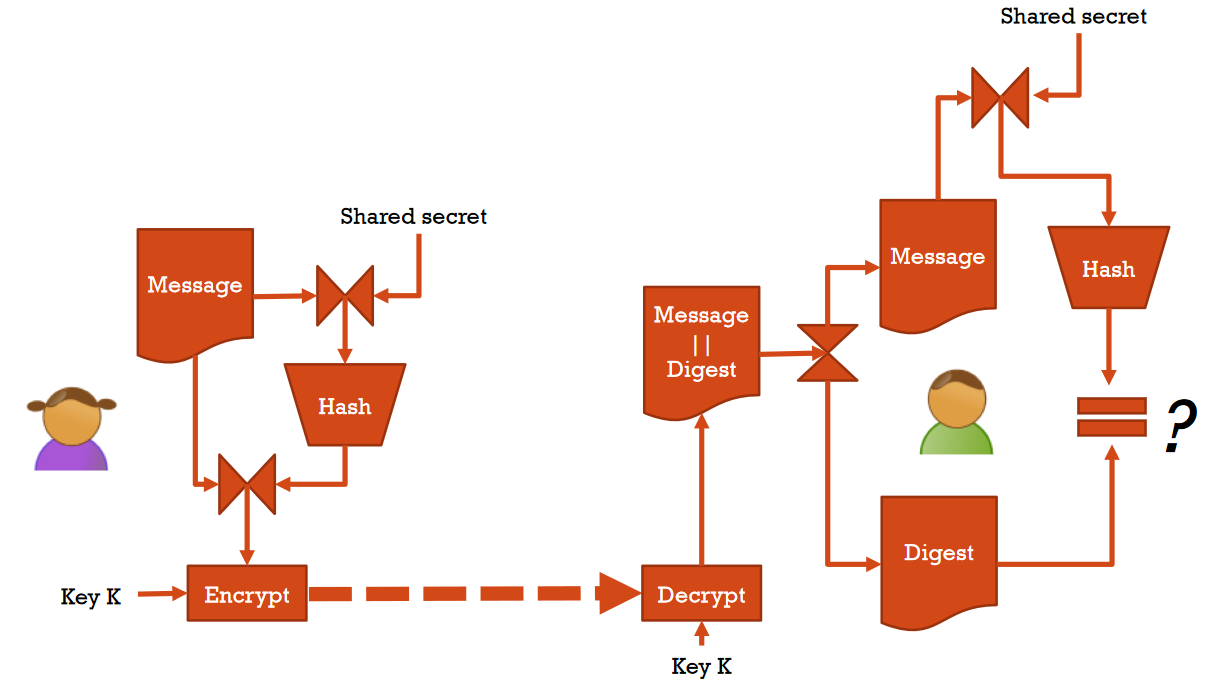 Shared secret
Shared secret
Message
Hash
Key K
Encrypt
Message
||
Digest
Decrypt
Key K
Message
Hash
?
Digest